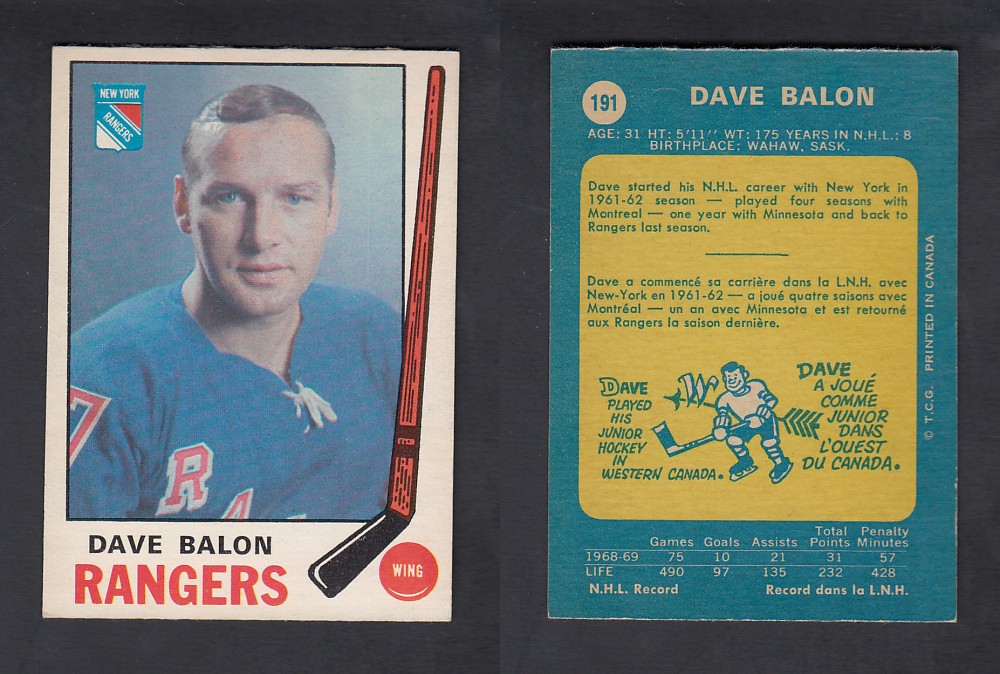 NEW YORK
RANGERS
7
RA
DAVE BALON
RANGERS
WING
191
DAVE BALON
AGE: 31 HT: 5'11'' WT: 175 YEARS IN N.H.L.: 8
BIRTHPLACE: WAHAW, SASK.
Dave started his N.H.L. career with New York in
1961-62 season — played four seasons with
Montreal — one year with Minnesota and back to
Rangers last season.
Dave a commencé sa carrière dans la L.N.H. avec
New-York en 1961-62 — a joué quatre saisons avec
Montréal — un an avec Minnesota et est retourné
aux Rangers la saison dernière.
DAVE
PLAYED
HIS
JUNIOR
HOCKEY
IN
WESTERN CANADA.
W
DAVE
A JOUÉ
COMME
JUNIOR
DANS
L'OUEST
DU CANADA.
Total Penalty
Games Goals Assists Points Minutes
1968-69 75 10 21 31 57
LIFE 490 97 135 232 428
N.H.L. Record Record dans la L.N.H.
© T.C.G. PRINTED IN CANADA